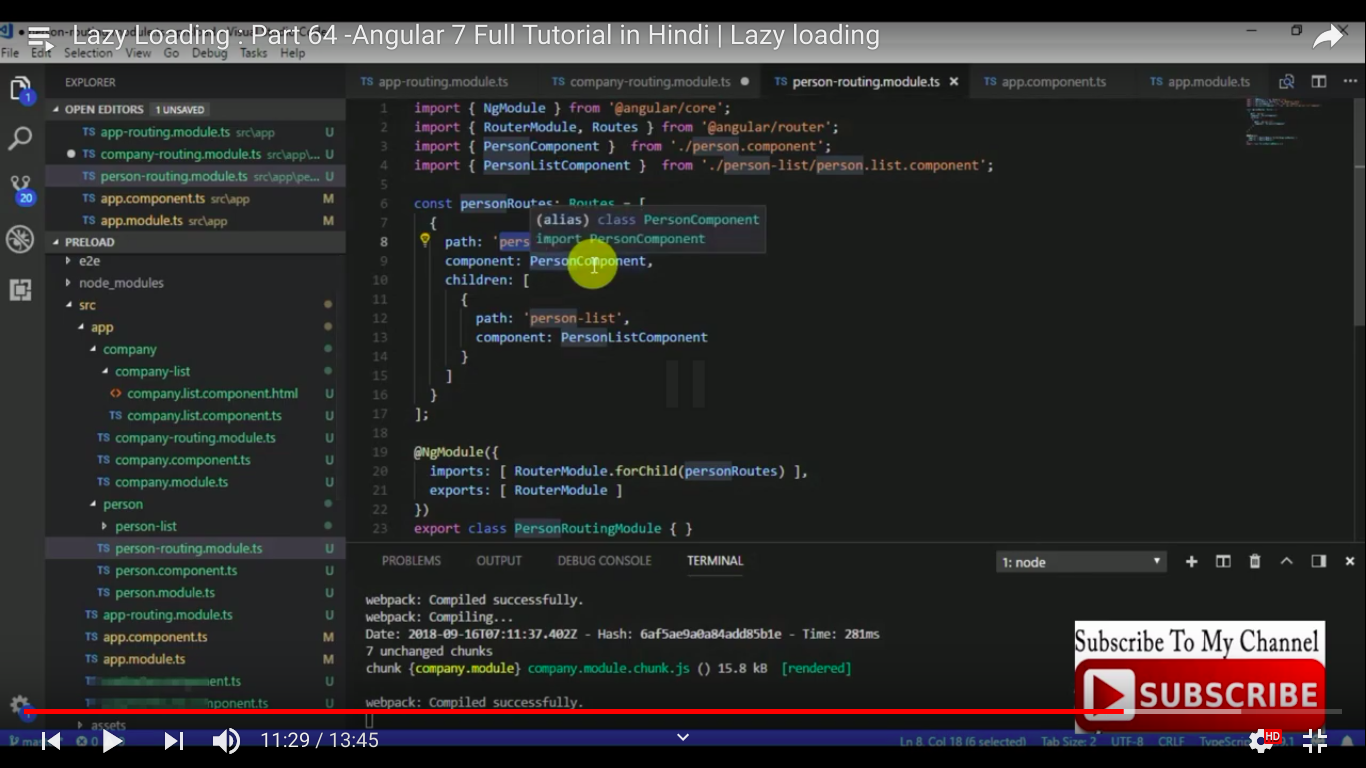 Lazy Loading : Part 64 -Angular 7 Full Tutorial in Hindi | Lazy loading
File Edit Selection View Go Debug Tasks Help
EXPLORER
OPEN EDITORS 1 UNSAVED
TS app-routing.module.ts src\app U
TS company-routing.module.ts src\app\... U
TS person-routing.module.ts src\app\pe... U
TS app.component.ts src\app M
TS app.module.ts src\app M
PRELOAD
e2e
node_modules
src
app
company
company-list
<> company.list.component.html U
TS company.list.component.ts U
TS company-routing.module.ts U
TS company.component.ts U
TS company.module.ts U
person
person-list
TS person-routing.module.ts U
TS person.component.ts U
TS person.module.ts U
TS app-routing.module.ts U
TS app.component.ts M
TS app.module.ts M
assets
1
20
TS app-routing.module.ts
TS company-routing.module.ts
TS person-routing.module.ts
TS app.component.ts
TS app.module.ts
1 import { NgModule } from '@angular/core';
2 import { RouterModule, Routes } from '@angular/router';
3 import { PersonComponent }  from './person.component';
4 import { PersonListComponent }  from './person-list/person.list.component';
5
6 const personRoutes: Routes = [
7 {
8 path: 'pers
(alias) class PersonComponent
import PersonComponent
9 component: PersonComponent,
10 children: [
11 {
12 path: 'person-list',
13 component: PersonListComponent
14 }
15 ]
16 }
17 ];
18
19 @NgModule({
20 imports: [ RouterModule.forChild(personRoutes) ],
21 exports: [ RouterModule ]
22 })
23 export class PersonRoutingModule { }
PROBLEMS OUTPUT DEBUG CONSOLE TERMINAL 1: node
webpack: Compiled successfully.
webpack: Compiling...
Date: 2018-09-16T07:11:37.402Z - Hash: 6af5ae9a0a84add85b1e - Time: 281ms
7 unchanged chunks
chunk {company.module} company.module.chunk.js () 15.8 kB  [rendered]
webpack: Compiled successfully.
Subscribe To My Channel
SUBSCRIBE
11:29 / 13:45
HD
Ln 8, Col 18 (6 selected) Tab Size: 2 UTF-8 CRLF